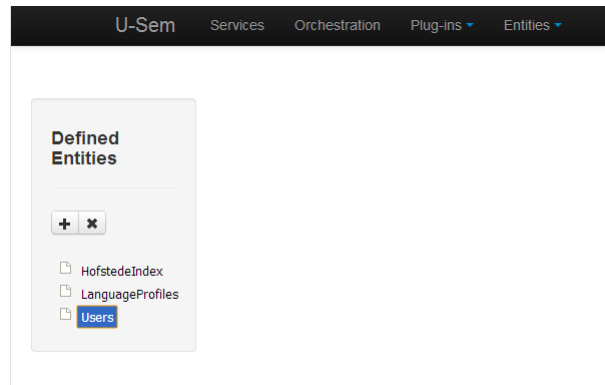 U-Sem Services Orchestration Plug-ins Entities
Defined
Entities
HofstedeIndex
LanguageProfiles
Users